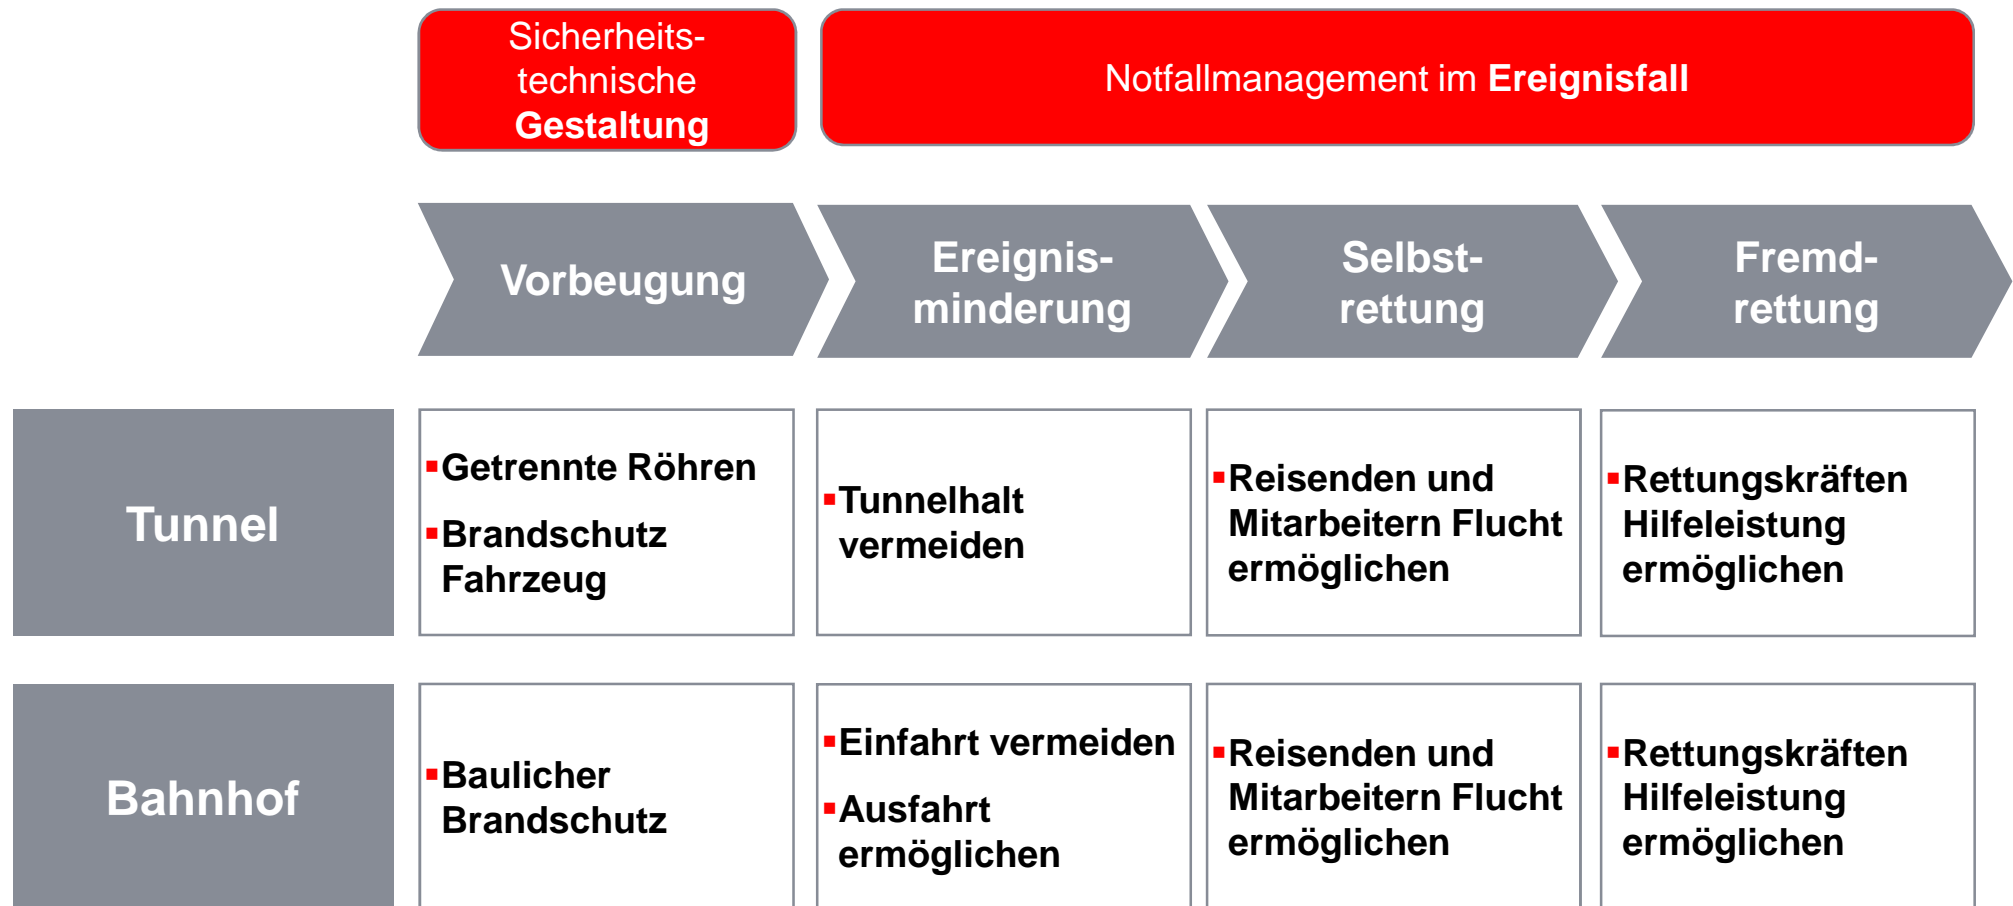 Sicherheits-
technische
Gestaltung
Notfallmanagement im Ereignisfall
Vorbeugung
Ereignis-
minderung
Selbst-
rettung
Fremd-
rettung
Tunnel
▪Getrennte Röhren
▪Brandschutz
Fahrzeug
▪Tunnelhalt
vermeiden
▪Reisenden und
Mitarbeitern Flucht
ermöglichen
▪Rettungskräften
Hilfeleistung
ermöglichen
Bahnhof
▪Baulicher
Brandschutz
▪Einfahrt vermeiden
▪Ausfahrt
ermöglichen
▪Reisenden und
Mitarbeitern Flucht
ermöglichen
▪Rettungskräften
Hilfeleistung
ermöglichen